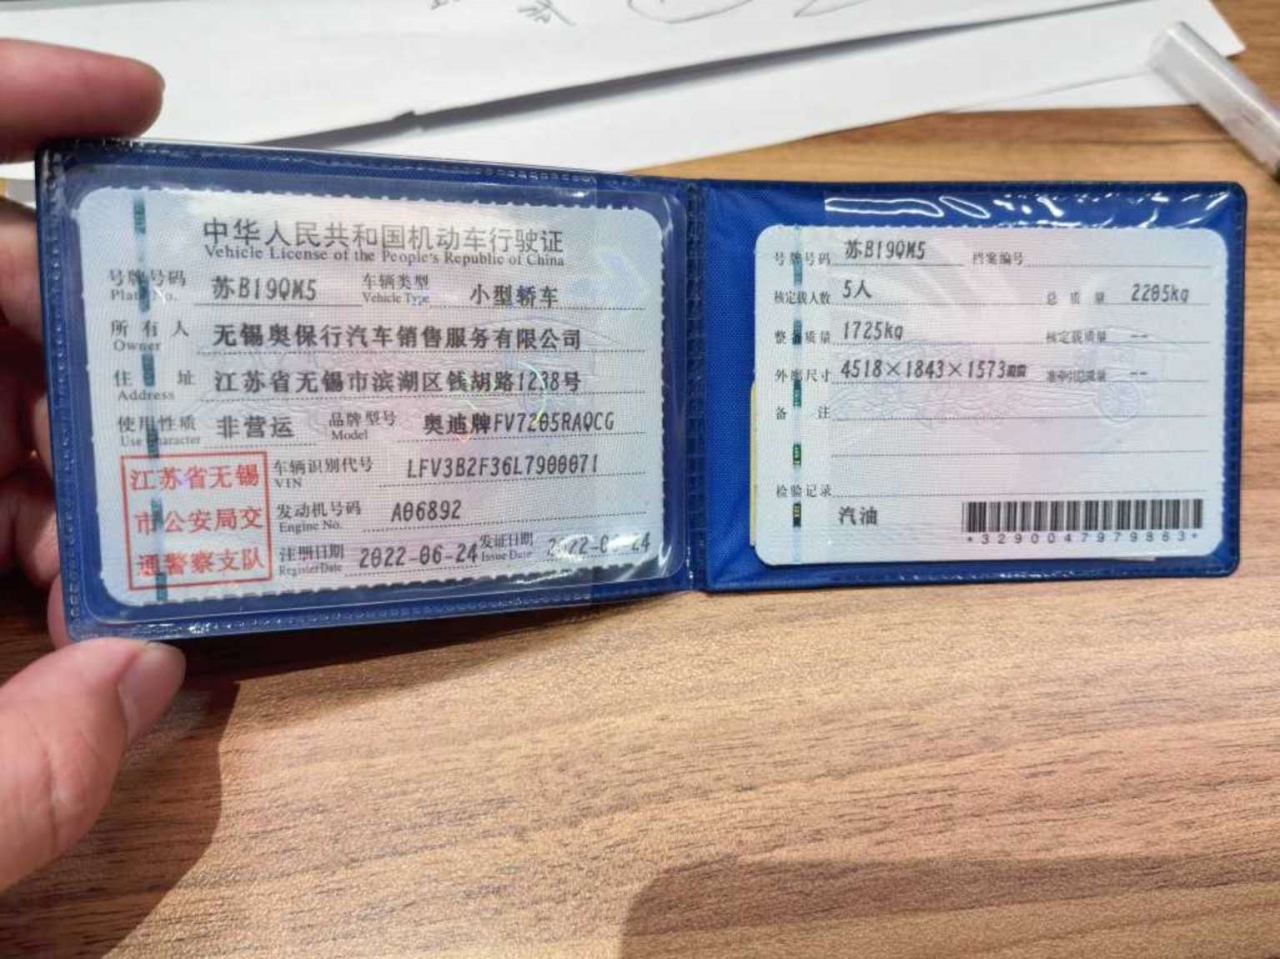 中华人民共和国机动车行驶证
Vehicle License of the People's Republic of China
号牌号码 苏B19QM5 车辆类型 小型轿车
Plate No. Vehicle Type
所有人 无锡奥保行汽车销售服务有限公司
Owner
住址 江苏省无锡市滨湖区钱胡路1238号
Address
使用性质 非营运 品牌型号 奥迪牌FV7205RAQCG
Use Character Model
车辆识别代号 LFV3B2F36L7900071
VIN
发动机号码 A06892
Engine No.
注册日期 2022-06-24 发证日期
Register Date Issue Date
江苏省无锡
市公安局交
通警察支队
号牌号码 苏B19QM5 档案编号
核定载人数 5人 总质量 2205kg
整备质量 1725kg 核定载质量 --
外廓尺寸 4518×1843×1573mm 准牵引总质量 --
备注
检验记录
汽油
*3290047979863*